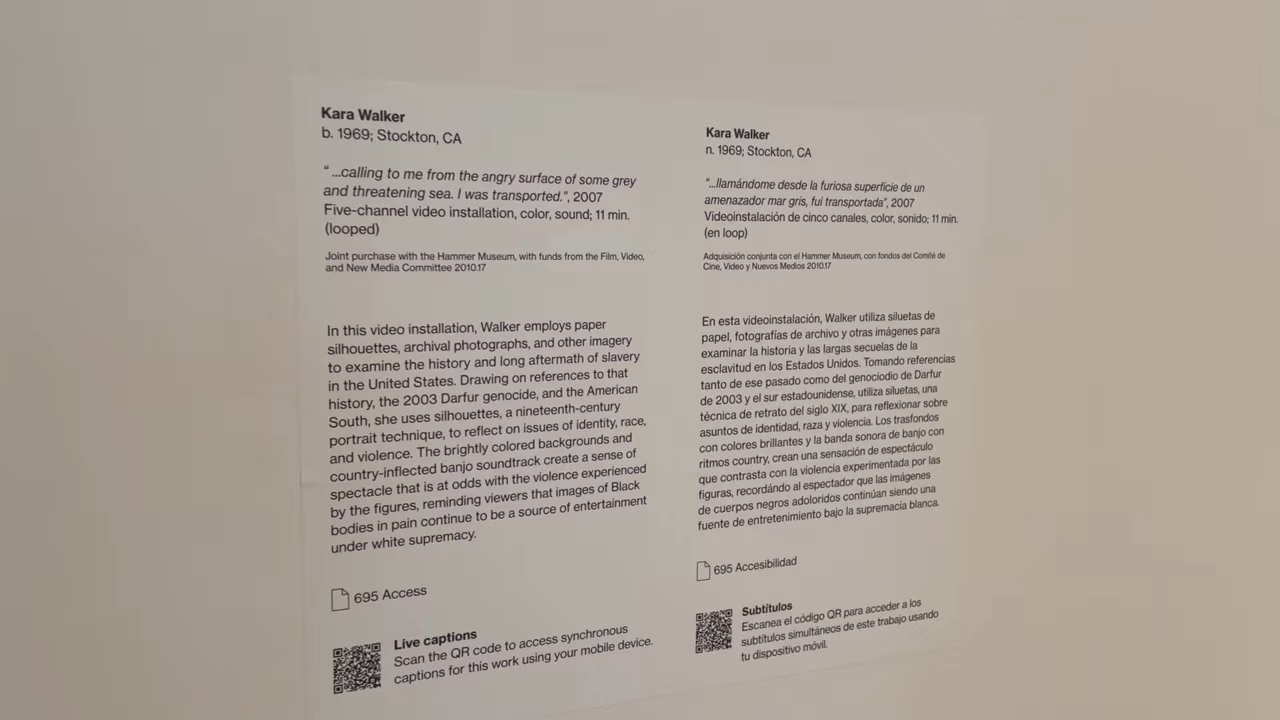 Kara Walker
b. 1969; Stockton, CA
“ ...calling to me from the angry surface of some grey
and threatening sea. I was transported.”, 2007
Five-channel video installation, color, sound; 11 min.
(looped)
Joint purchase with the Hammer Museum, with funds from the Film, Video,
and New Media Committee 2010.17
In this video installation, Walker employs paper
silhouettes, archival photographs, and other imagery
to examine the history and long aftermath of slavery
in the United States. Drawing on references to that
history, the 2003 Darfur genocide, and the American
South, she uses silhouettes, a nineteenth-century
portrait technique, to reflect on issues of identity, race,
and violence. The brightly colored backgrounds and
country-inflected banjo soundtrack create a sense of
spectacle that is at odds with the violence experienced
by the figures, reminding viewers that images of Black
bodies in pain continue to be a source of entertainment
under white supremacy.
695 Access
Live captions
Scan the QR code to access synchronous
captions for this work using your mobile device.
Kara Walker
n. 1969; Stockton, CA
“...llamándome desde la furiosa superficie de un
amenazador mar gris, fui transportada”, 2007
Videoinstalación de cinco canales, color, sonido; 11 min.
(en loop)
Adquisición conjunta con el Hammer Museum, con fondos del Comité de
Cine, Video y Nuevos Medios 2010.17
En esta videoinstalación, Walker utiliza siluetas de
papel, fotografías de archivo y otras imágenes para
examinar la historia y las largas secuelas de la
esclavitud en los Estados Unidos. Tomando referencias
tanto de ese pasado como del genociodio de Darfur
de 2003 y el sur estadounidense, utiliza siluetas, una
técnica de retrato del siglo XIX, para reflexionar sobre
asuntos de identidad, raza y violencia. Los trasfondos
con colores brillantes y la banda sonora de banjo con
ritmos country, crean una sensación de espectáculo
que contrasta con la violencia experimentada por las
figuras, recordándo al espectador que las imágenes
de cuerpos negros adoloridos continúan siendo una
fuente de entretenimiento bajo la supremacía blanca.
695 Accesibilidad
Subtítulos
Escanea el código QR para acceder a los
subtítulos simultáneos de este trabajo usando
tu dispositivo móvil.